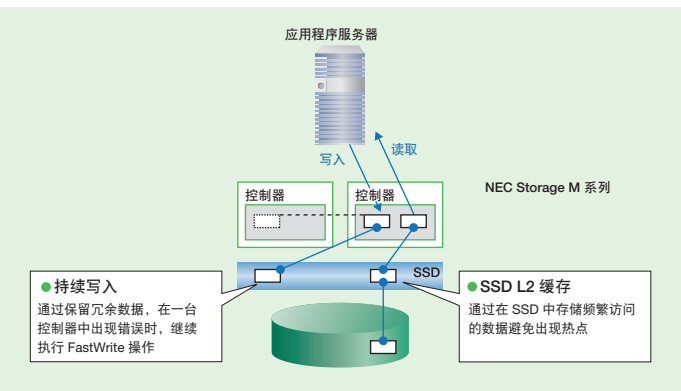 应用程序服务器
写入
读取
NEC Storage M 系列
控制器
控制器
SSD
●持续写入
通过保留冗余数据，在一台
控制器中出现错误时，继续
执行 FastWrite 操作
●SSD L2 缓存
通过在 SSD 中存储频繁访问
的数据避免出现热点